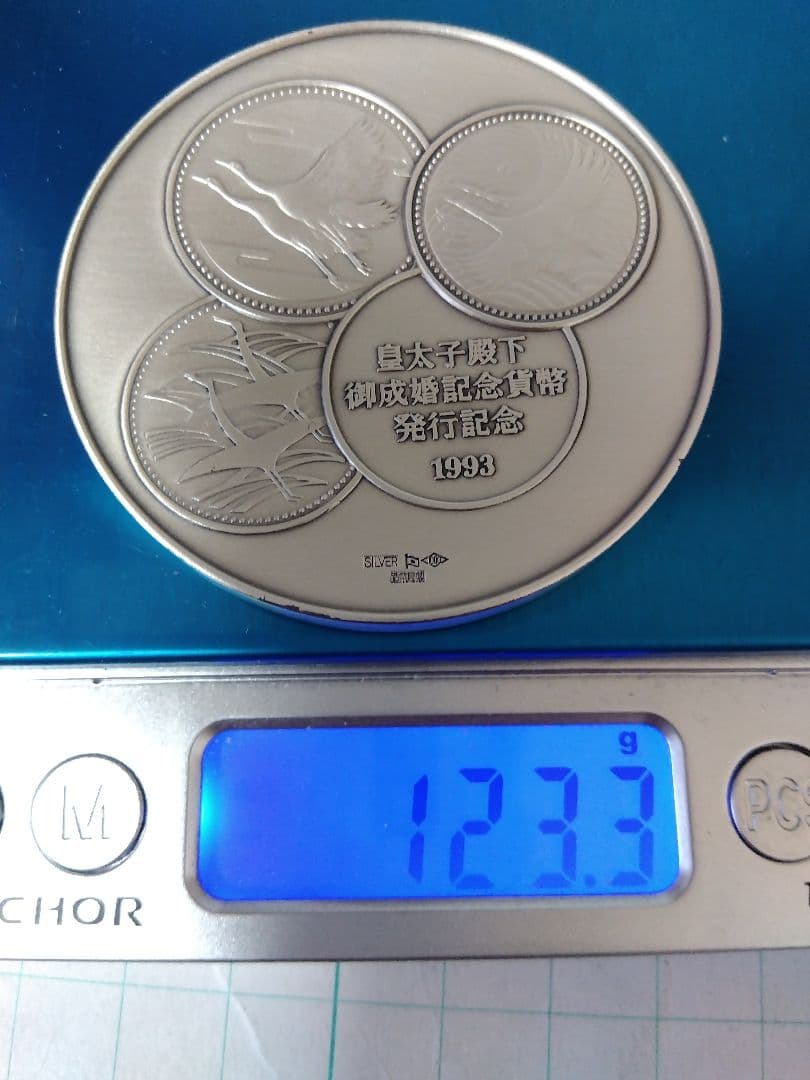 皇太子殿下
御成婚記念貨幣
発行記念
1993
SILVER
造幣局製
g
123.3
M
PCS
CHOR